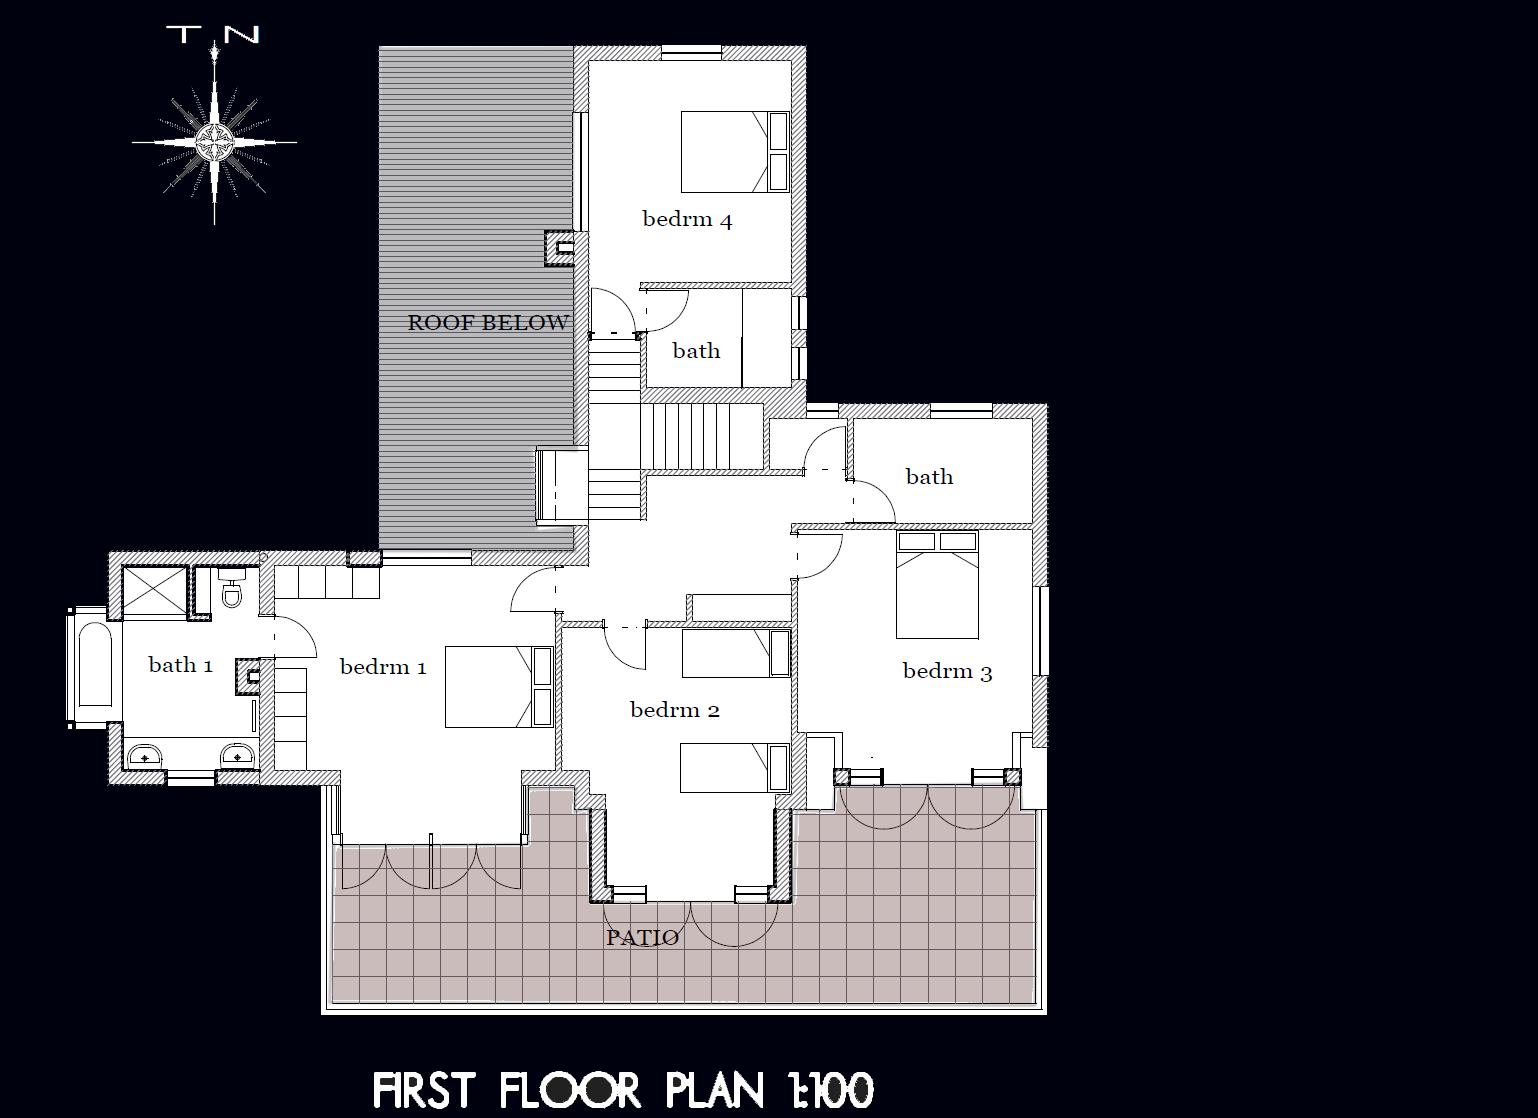 T N
bedrm 4
ROOF BELOW
bath
bath
bath 1
bedrm 1
bedrm 3
bedrm 2
PATIO
FIRST FLOOR PLAN 1:100